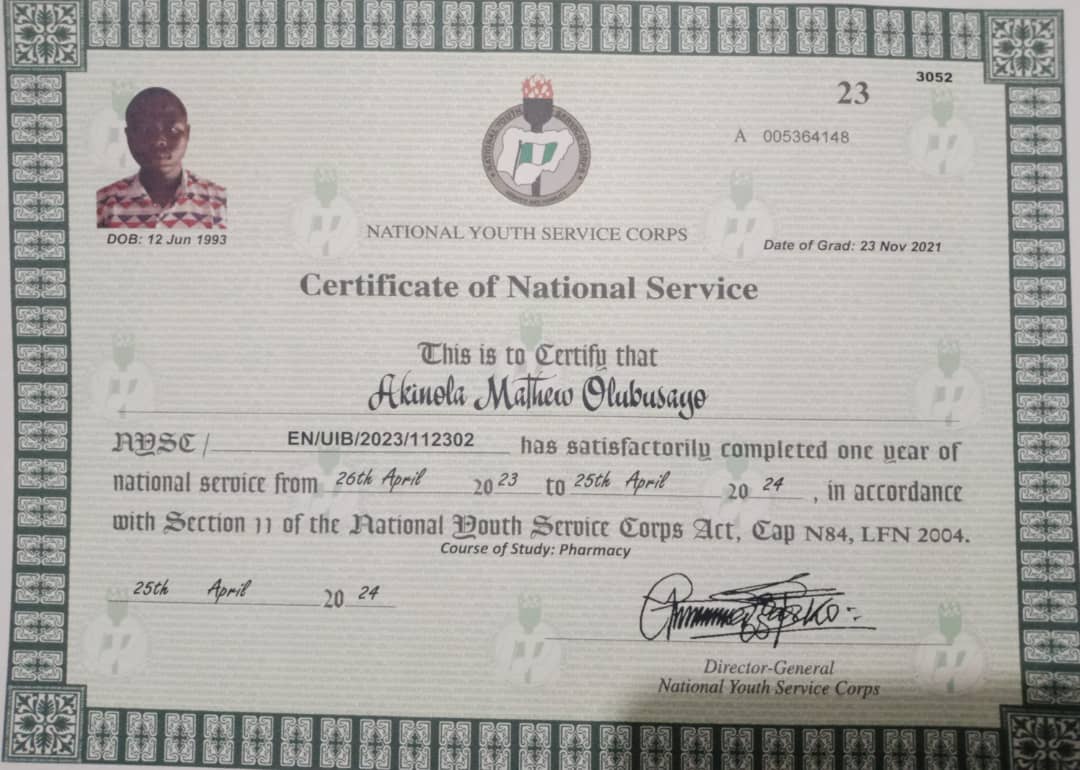 3052
23
A 005364148
DOB: 12 Jun 1993
NATIONAL YOUTH SERVICE CORPS
Date of Grad: 23 Nov 2021
Certificate of National Service
This is to Certify that
Akinola Mathew Olubusayo
NYSC / EN/UIB/2023/112302 has satisfactorily completed one year of
national service from 26th April 20 23 to 25th April 20 24 , in accordance
with Section 11 of the National Youth Service Corps Act, Cap N84, LFN 2004.
Course of Study: Pharmacy
25th April 20 24
Director-General
National Youth Service Corps